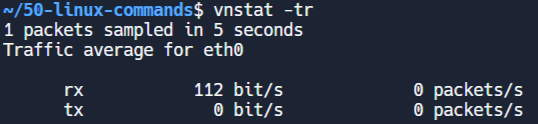 ~/50-linux-commands$ vnstat -tr
1 packets sampled in 5 seconds
Traffic average for eth0
rx 112 bit/s 0 packets/s
tx 0 bit/s 0 packets/s